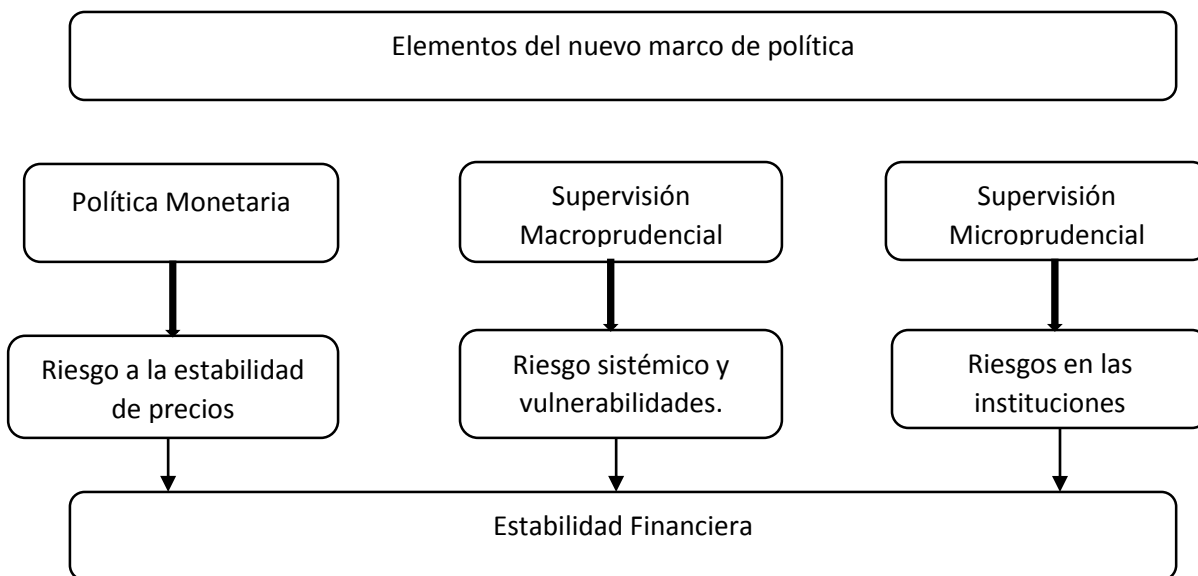 Elementos del nuevo marco de política
Política Monetaria
Supervisión
Macroprudencial
Supervisión
Microprudencial
Riesgo a la estabilidad
de precios
Riesgo sistémico y
vulnerabilidades.
Riesgos en las
instituciones
Estabilidad Financiera